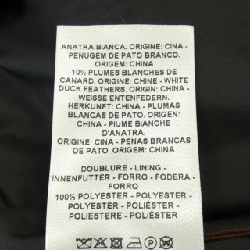 ANATRA BIANCA. ORIGINE: CINA -
PENUGEM DE PATO BRANCO.
ORIGEM: CHINA
10% PLUMES BLANCHES DE
CANARD. ORIGINE: CHINE - WHITE
DUCK FEATHERS. ORIGIN: CHINA -
WEISSE ENTENFEDERN.
HERKUNFT: CHINA - PLUMAS
BLANCAS DE PATO. ORIGEN:
CHINA - PIUME BIANCHE
D'ANATRA.
ORIGINE: CINA - PENAS BRANCAS
DE PATO. ORIGEM: CHINA
DOUBLURE - LINING -
INNENFUTTER - FORRO - FODERA -
FORRO
100% POLYESTER - POLYESTER -
POLYESTER - POLIÉSTER -
POLIESTERE - POLIÉSTER